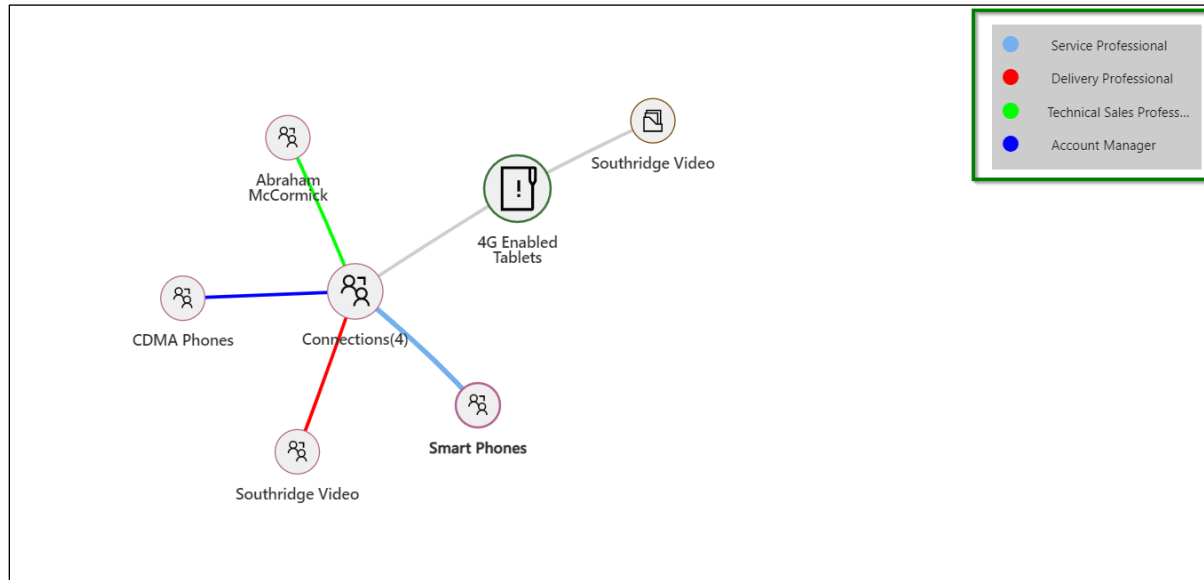 Service Professional
Delivery Professional
Technical Sales Profess...
Account Manager
Southridge Video
Abraham
McCormick
4G Enabled
Tablets
CDMA Phones
Connections(4)
Smart Phones
Southridge Video